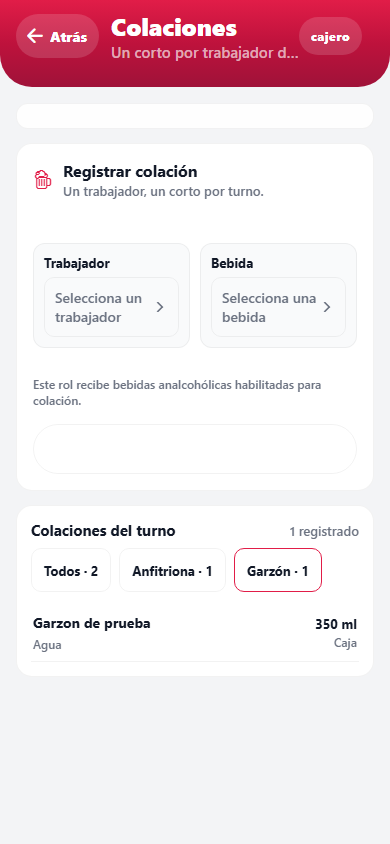 Atrás
Colaciones
Un corto por trabajador d...
cajero
Registrar colación
Un trabajador, un corto por turno.
Trabajador
Selecciona un
trabajador
Bebida
Selecciona una
bebida
Este rol recibe bebidas analcohólicas habilitadas para
colación.
Colaciones del turno
1 registrado
Todos · 2
Anfitriona · 1
Garzón · 1
Garzon de prueba
350 ml
Agua
Caja